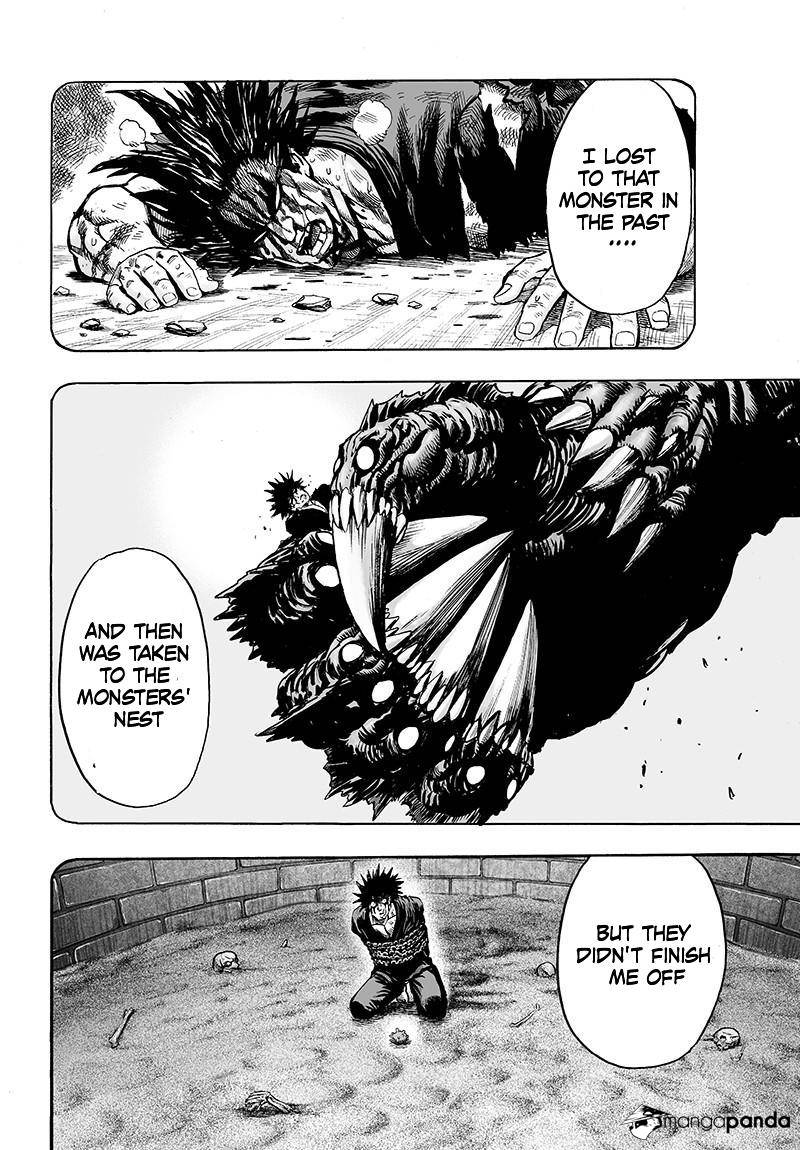 I LOST
TO THAT
MONSTER IN
THE PAST
....
AND THEN
WAS TAKEN
TO THE
MONSTERS'
NEST
BUT THEY
DIDN'T FINISH
ME OFF
mangapanda